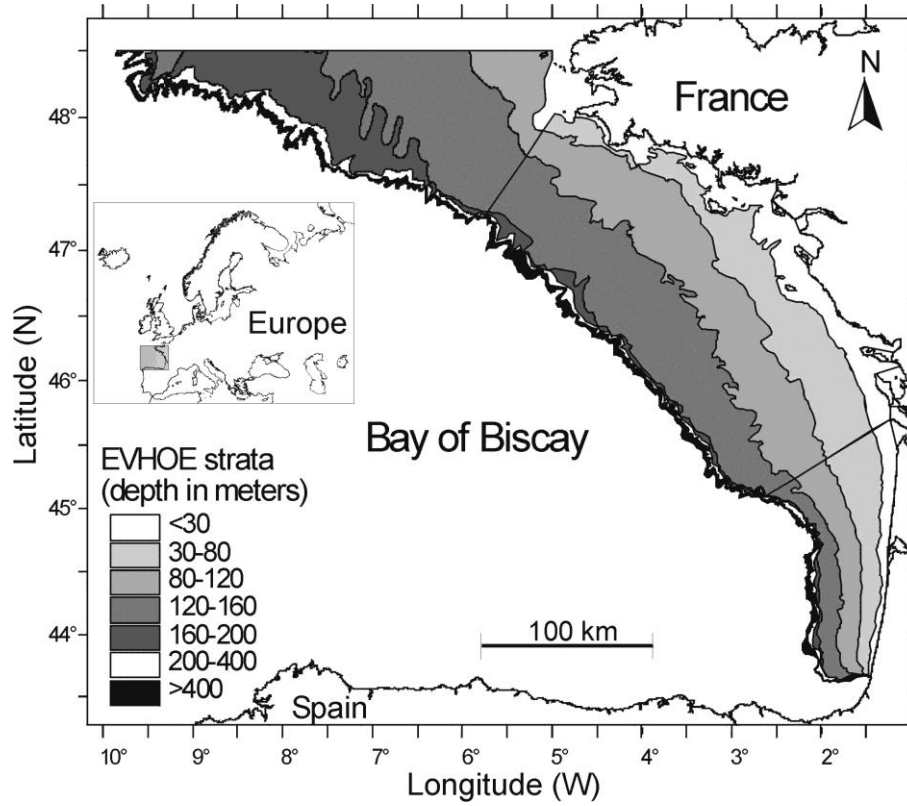 France
N
48°
47°
Europe
46°
Latitude (N)
Bay of Biscay
EVHOE strata
(depth in meters)
45°
<30
30-80
80-120
44°
120-160
160-200
200-400
>400
100 km
Spain
10° 9° 8° 7° 6° 5° 4° 3° 2°
Longitude (W)